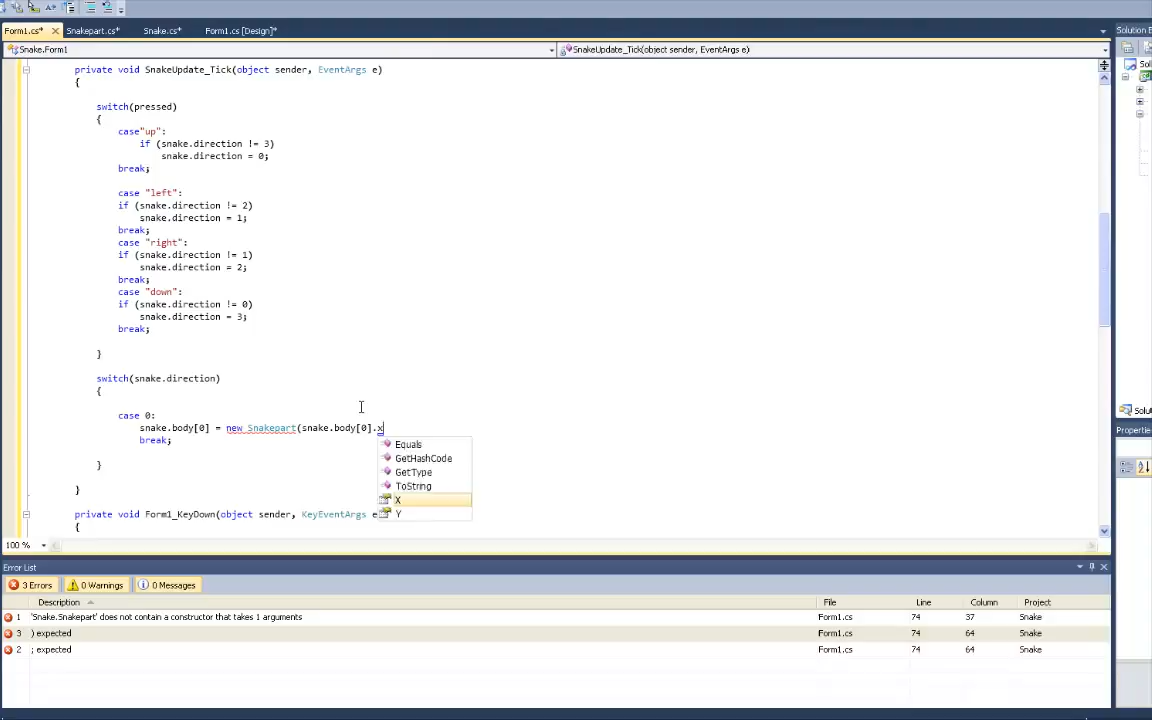 Form1.cs* Snakepart.cs* Snake.cs* Form1.cs [Design]*
Solution E
Snake.Form1 SnakeUpdate_Tick(object sender, EventArgs e)
private void SnakeUpdate_Tick(object sender, EventArgs e)
{
switch(pressed)
{
case"up":
if (snake.direction != 3)
snake.direction = 0;
break;
case "left":
if (snake.direction != 2)
snake.direction = 1;
break;
case "right":
if (snake.direction != 1)
snake.direction = 2;
break;
case "down":
if (snake.direction != 0)
snake.direction = 3;
break;
}
switch(snake.direction)
{
case 0:
snake.body[0] = new Snakepart(snake.body[0].x
break;
}
}
Equals
GetHashCode
GetType
ToString
X
Y
private void Form1_KeyDown(object sender, KeyEventArgs e
{
100 %
Solu
Propertie
Error List
3 Errors 0 Warnings 0 Messages
Description File Line Column Project
1 'Snake.Snakepart' does not contain a constructor that takes 1 arguments Form1.cs 74 37 Snake
3 ) expected Form1.cs 74 64 Snake
2 ; expected Form1.cs 74 64 Snake